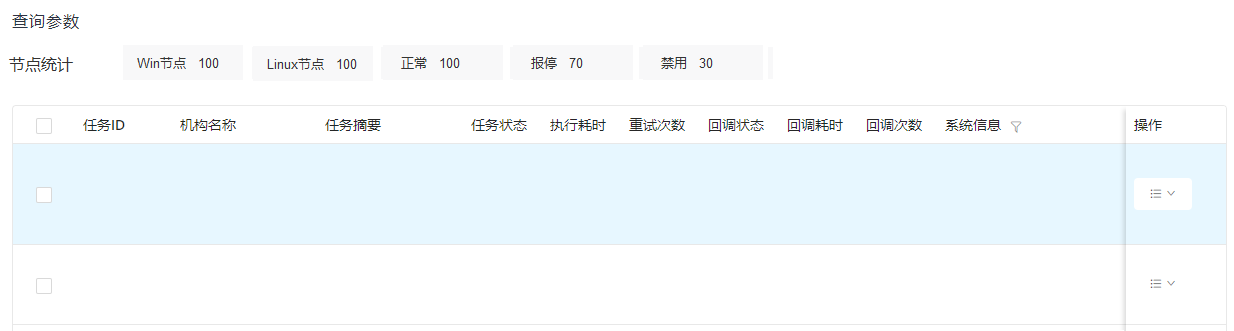 查询参数
节点统计 Win节点 100 Linux节点 100 正常 100 报停 70 禁用 30
任务ID 机构名称 任务摘要 任务状态 执行耗时 重试次数 回调状态 回调耗时 回调次数 系统信息 操作